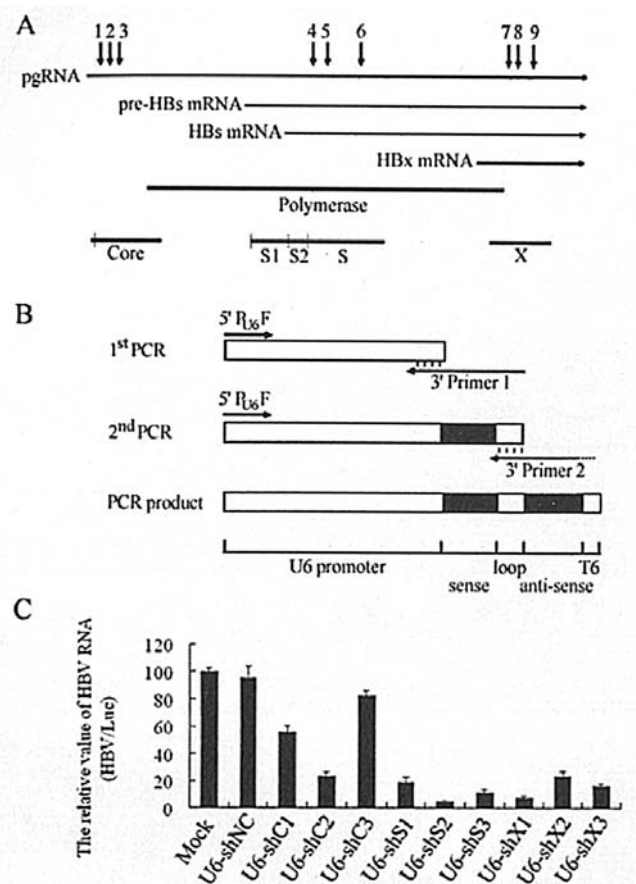 A
1 2 3 4 5 6 7 8 9
pgRNA
pre-HBs mRNA
HBs mRNA
HBx mRNA
Polymerase
Core S1 S2 S X
B
5' PU6F
1st PCR
3' Primer 1
5' PU6F
2nd PCR
3' Primer 2
PCR product
U6 promoter sense loop anti-sense T6
C
The relative value of HBV RNA
(HBV/Luc)
120
100
80
60
40
20
0
Mock
U6-shNC
U6-shC1
U6-shC2
U6-shC3
U6-shS1
U6-shS2
U6-shS3
U6-shX1
U6-shX2
U6-shX3